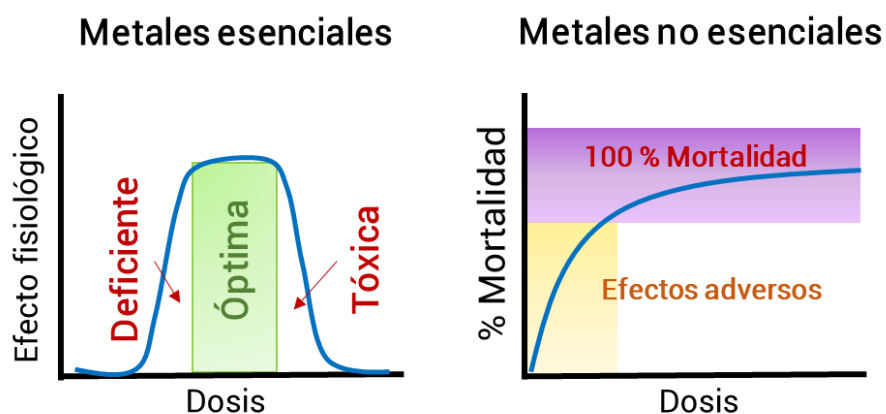 Metales esenciales
Efecto fisiológico
Deficiente
Óptima
Tóxica
Dosis
Metales no esenciales
% Mortalidad
100 % Mortalidad
Efectos adversos
Dosis